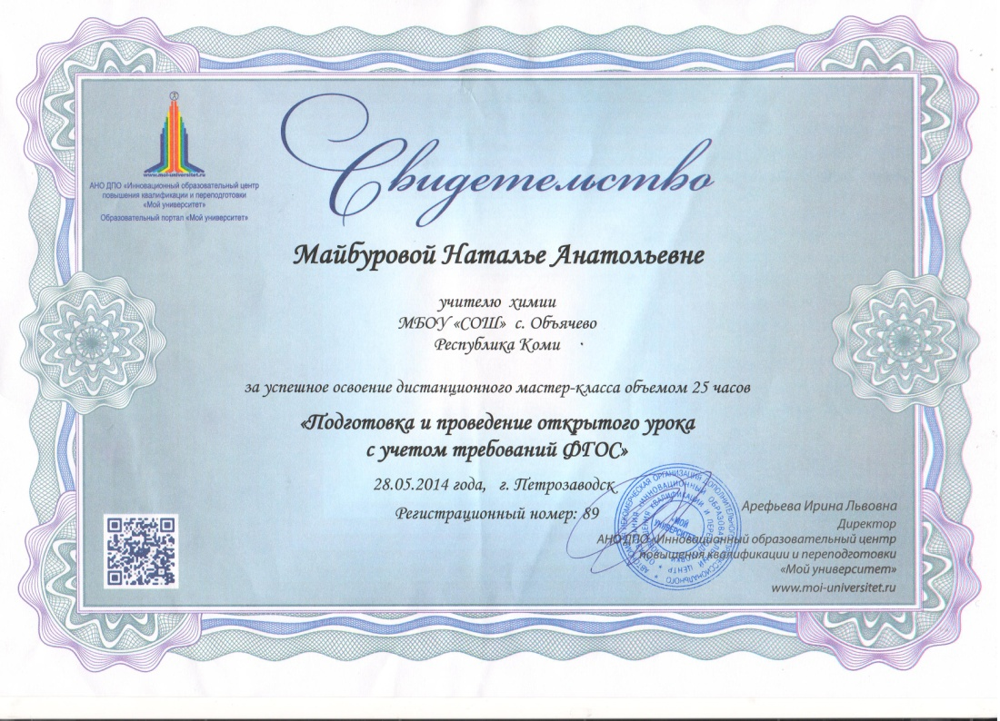 www.moi-universitet.ru
АНО ДПО «Инновационный образовательный центр
повышения квалификации и переподготовки
«Мой университет»
Образовательный портал «Мой университет»
Свидетельство
Майбуровой Наталье Анатольевне
учителю химии
МБОУ «СОШ» с. Объячево
Республика Коми
за успешное освоение дистанционного мастер-класса объемом 25 часов
«Подготовка и проведение открытого урока
с учетом требований ФГОС»
28.05.2014 года, г. Петрозаводск
Регистрационный номер: 89
Арефьева Ирина Львовна
Директор
АНО ДПО «Инновационный образовательный центр
повышения квалификации и переподготовки
«Мой университет»
www.moi-universitet.ru
«МОЙ
УНИВЕРСИТЕТ»